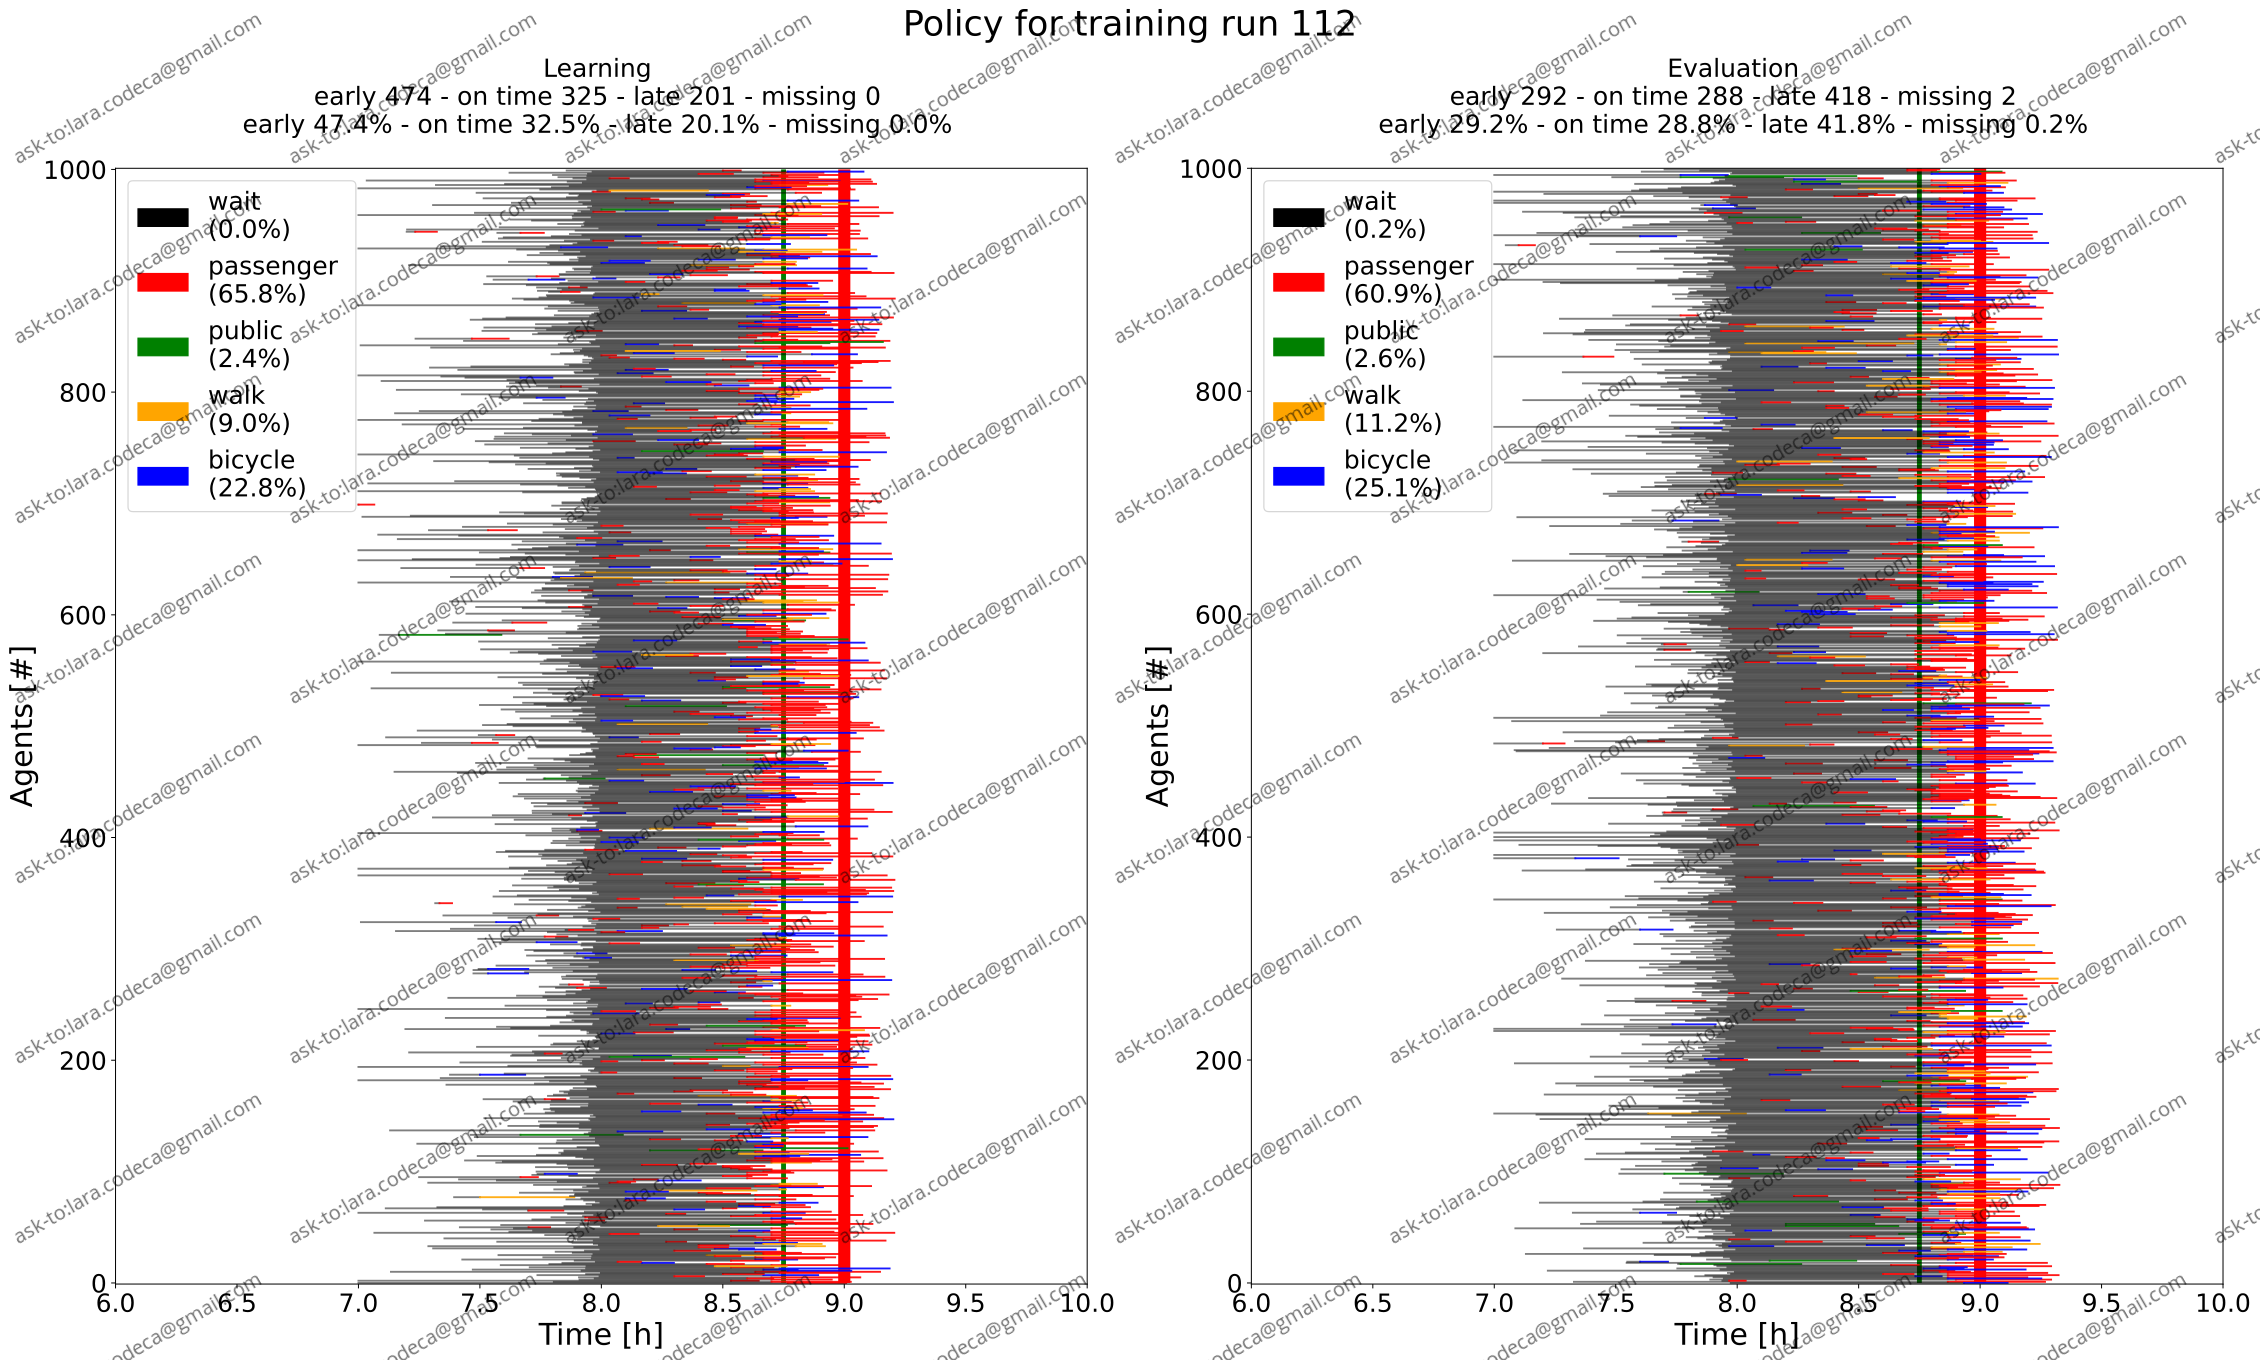 Policy for training run 112
Learning
early 474 - on time 325 - late 201 - missing 0
early 47.4% - on time 32.5% - late 20.1% - missing 0.0%
1000
800
600
400
200
0
Agents [#]
wait
(0.0%)
passenger
(65.8%)
public
(2.4%)
walk
(9.0%)
bicycle
(22.8%)
6.0 6.5 7.0 7.5 8.0 8.5 9.0 9.5 10.0
Time [h]
Evaluation
early 292 - on time 288 - late 418 - missing 2
early 29.2% - on time 28.8% - late 41.8% - missing 0.2%
1000
800
600
400
200
0
Agents [#]
wait
(0.2%)
passenger
(60.9%)
public
(2.6%)
walk
(11.2%)
bicycle
(25.1%)
6.0 6.5 7.0 7.5 8.0 8.5 9.0 9.5 10.0
Time [h]
ask-to:lara.codeca@gmail.com